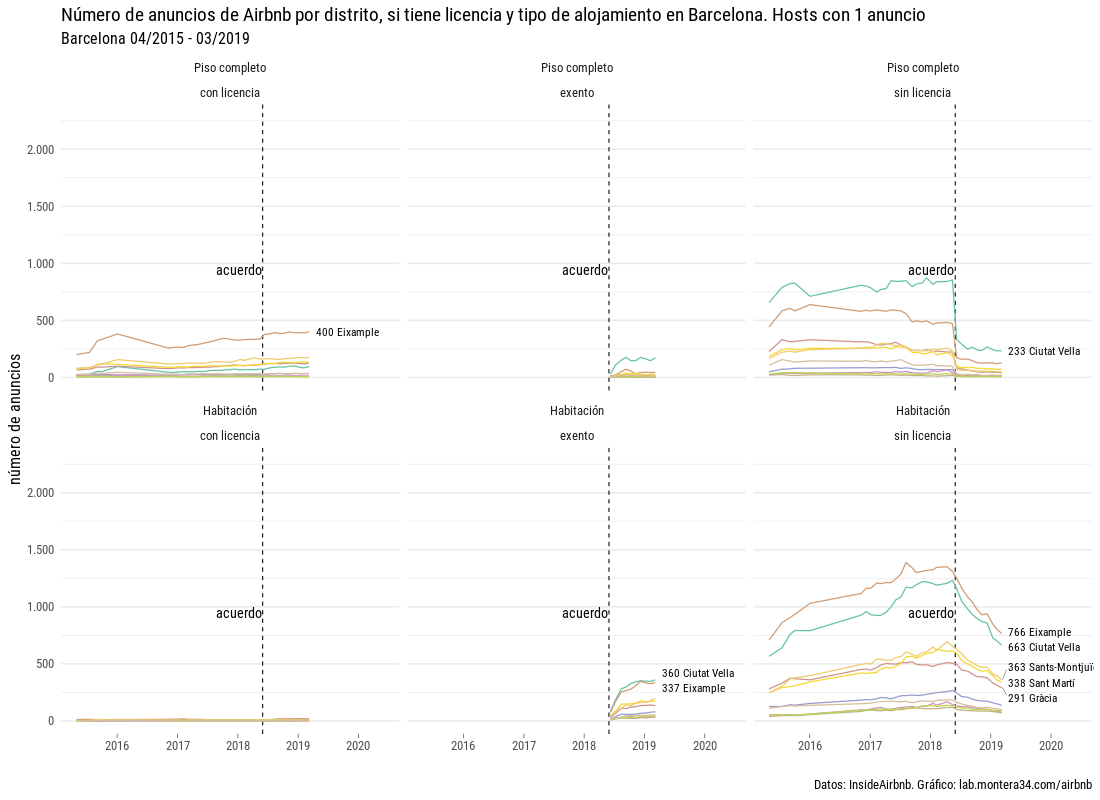 Número de anuncios de Airbnb por distrito, si tiene licencia y tipo de alojamiento en Barcelona. Hosts con 1 anuncio
Barcelona 04/2015 - 03/2019
Piso completo
con licencia
Piso completo
exento
Piso completo
sin licencia
2.000
1.500
1.000
500
0
acuerdo
400 Eixample
acuerdo
acuerdo
233 Ciutat Vella
número de anuncios
Habitación
con licencia
Habitación
exento
Habitación
sin licencia
2.000
1.500
1.000
500
0
acuerdo
acuerdo
360 Ciutat Vella
337 Eixample
acuerdo
766 Eixample
663 Ciutat Vella
363 Sants-Montjuï
338 Sant Martí
291 Gràcia
2016 2017 2018 2019 2020
2016 2017 2018 2019 2020
2016 2017 2018 2019 2020
Datos: InsideAirbnb. Gráfico: lab.montera34.com/airbnb